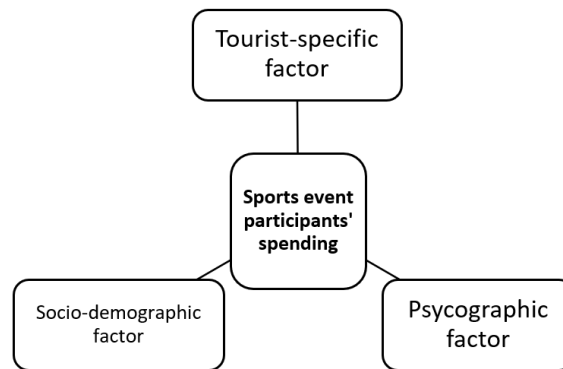 Tourist-specific
factor
Sports event
participants'
spending
Socio-demographic
factor
Psycographic
factor